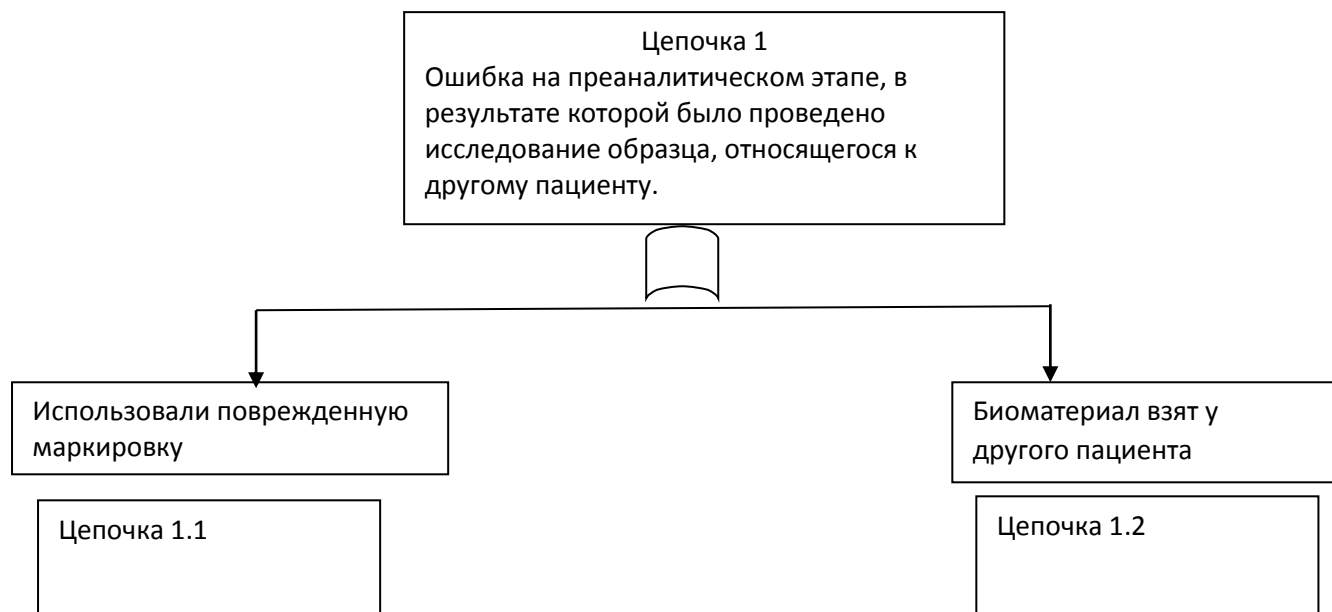 Цепочка 1
Ошибка на преаналитическом этапе, в
результате которой было проведено
исследование образца, относящегося к
другому пациенту.
Использовали поврежденную
маркировку
Биоматериал взят у
другого пациента
Цепочка 1.1
Цепочка 1.2